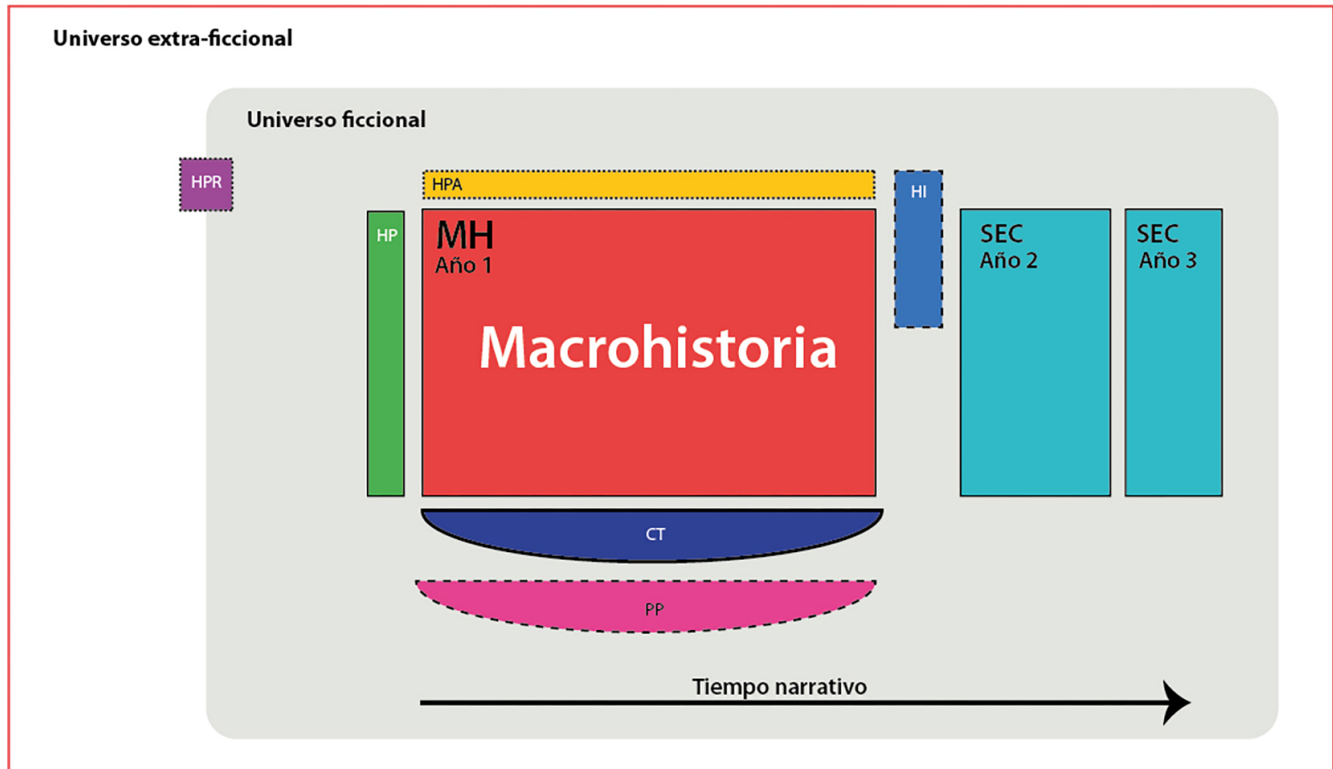 Universo extra-ficcional
Universo ficcional
HPR
HPA
HI
HP
MH
Año 1
SEC
Año 2
SEC
Año 3
Macrohistoria
CT
PP
Tiempo narrativo